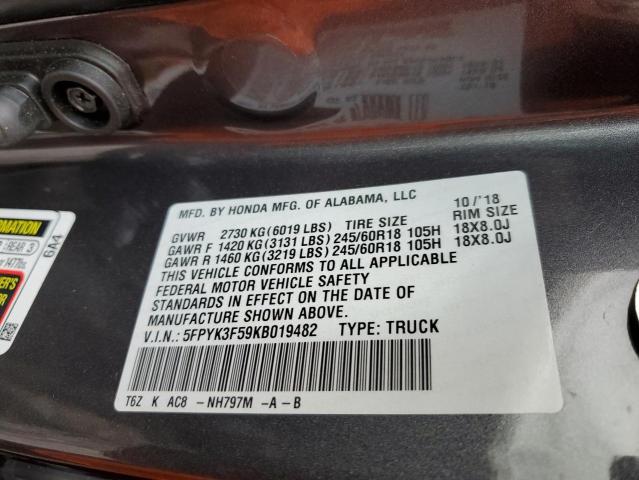 MFD. BY HONDA MFG. OF ALABAMA, LLC 10/'18
GVWR 2730 KG(6019 LBS) TIRE SIZE RIM SIZE
GAWR F 1420 KG(3131 LBS)245/60R18 105H 18X8.0J
GAWR R 1460 KG(3219 LBS)245/60R18 105H 18X8.0J
THIS VEHICLE CONFORMS TO ALL APPLICABLE
FEDERAL MOTOR VEHICLE SAFETY
STANDARDS IN EFFECT ON THE DATE OF
MANUFACTURE SHOWN ABOVE.
V.I.N.: 5FPYK3F59KB019482 TYPE: TRUCK
T6Z K AC8 -NH797M -A -B
REAR 3
6A4